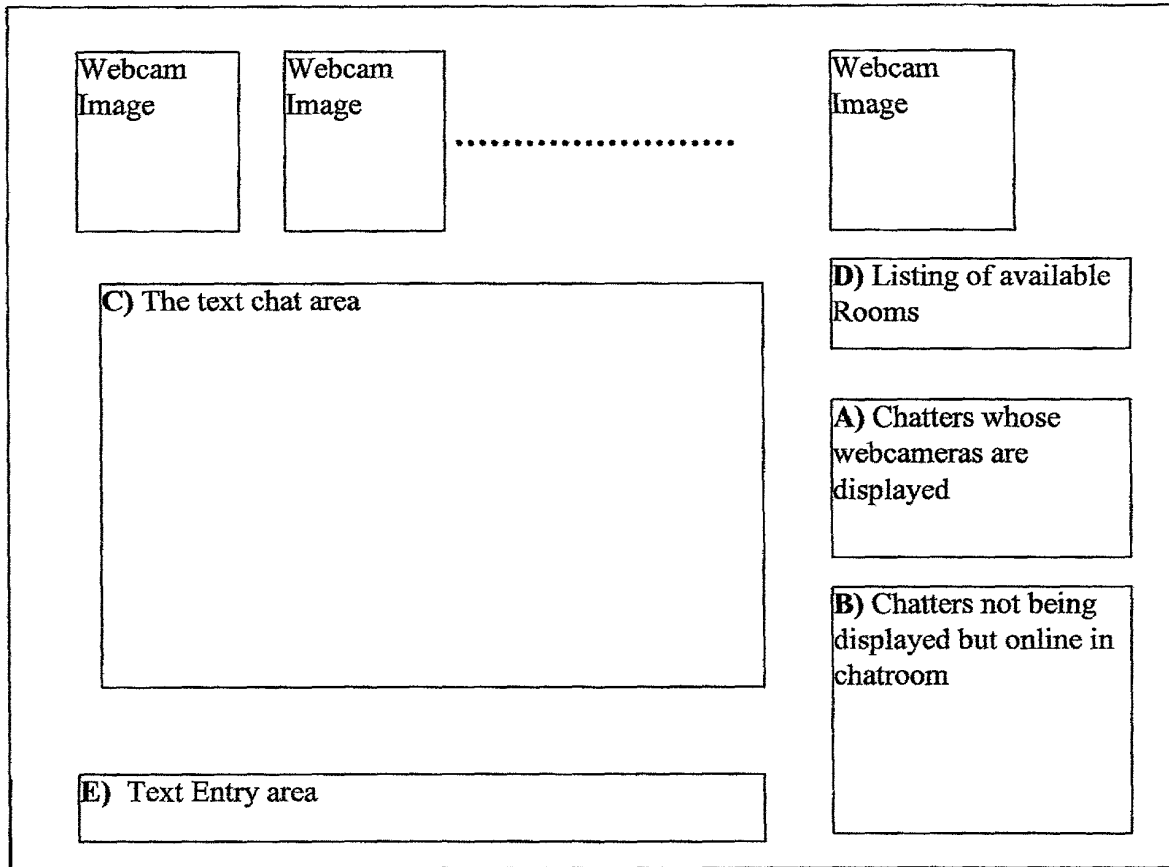 Webcam
Image
Webcam
Image
Webcam
Image
C) The text chat area
D) Listing of available
Rooms
A) Chatters whose
webcameras are
displayed
B) Chatters not being
displayed but online in
chatroom
E) Text Entry area